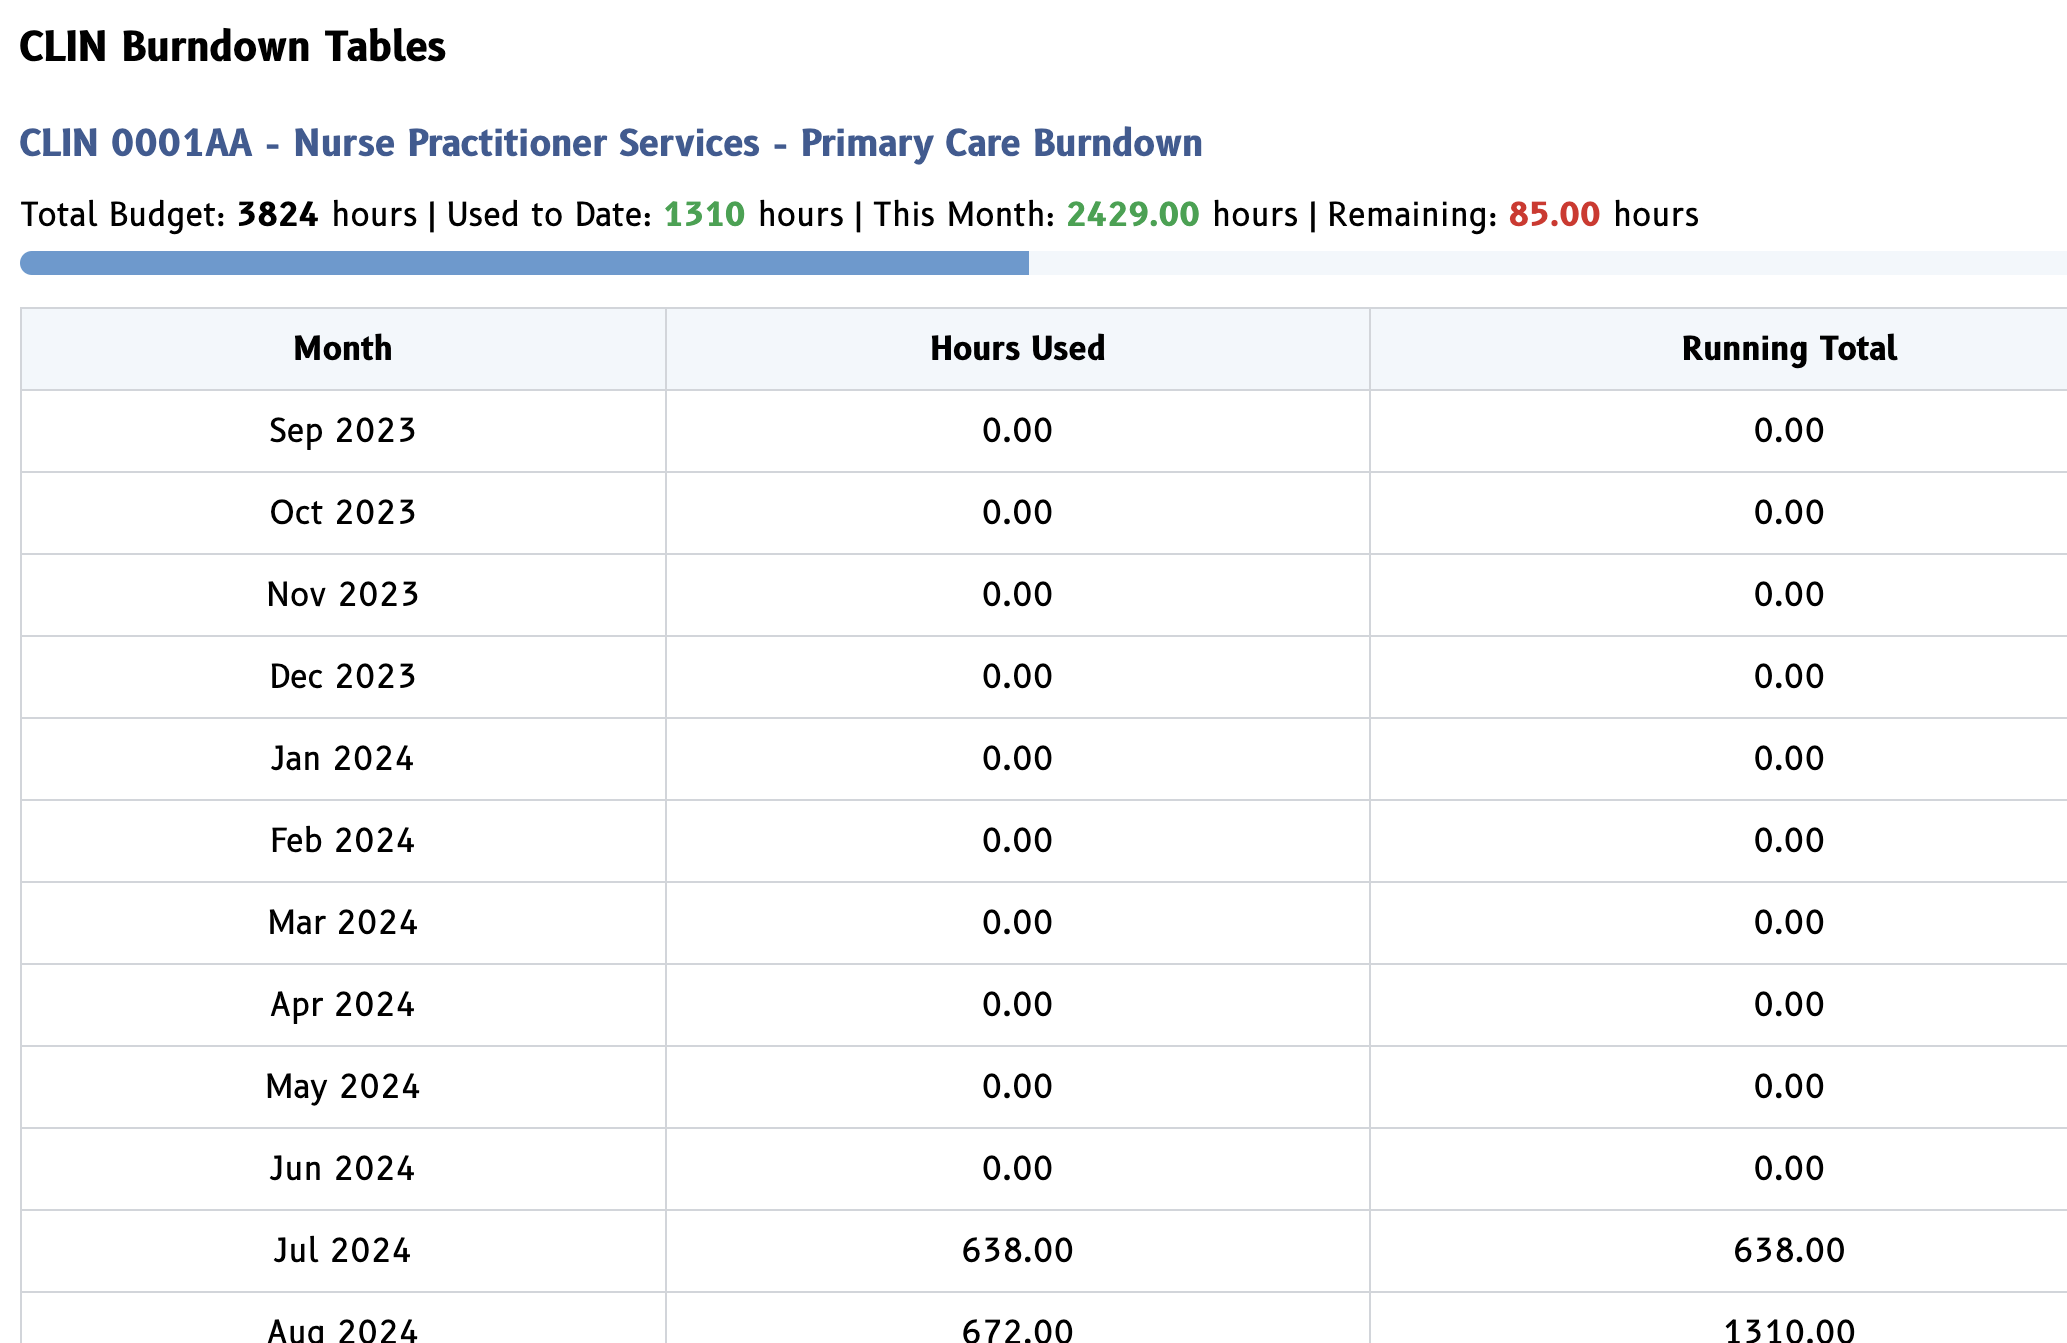 CLIN Burndown Tables
CLIN 0001AA - Nurse Practitioner Services - Primary Care Burndown
Total Budget: 3824 hours | Used to Date: 1310 hours | This Month: 2429.00 hours | Remaining: 85.00 hours
Month Hours Used Running Total
Sep 2023 0.00 0.00
Oct 2023 0.00 0.00
Nov 2023 0.00 0.00
Dec 2023 0.00 0.00
Jan 2024 0.00 0.00
Feb 2024 0.00 0.00
Mar 2024 0.00 0.00
Apr 2024 0.00 0.00
May 2024 0.00 0.00
Jun 2024 0.00 0.00
Jul 2024 638.00 638.00
Aug 2024 672.00 1310.00